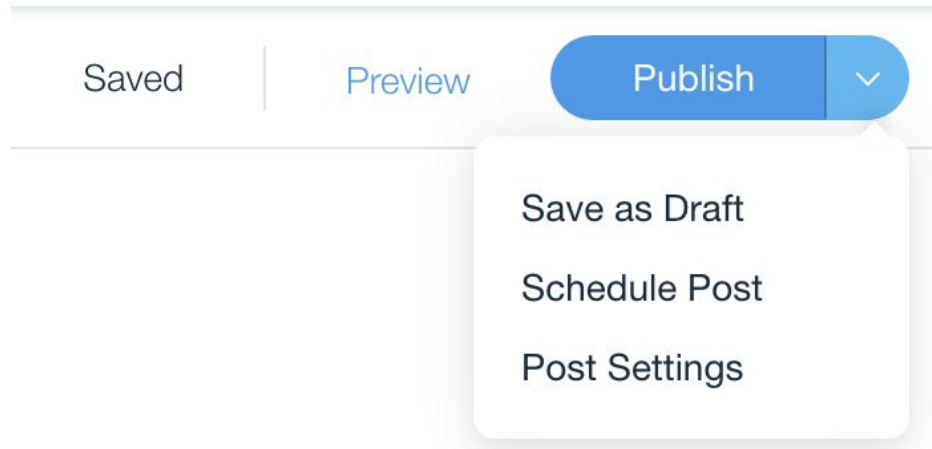 Saved
Preview
Publish
Save as Draft
Schedule Post
Post Settings